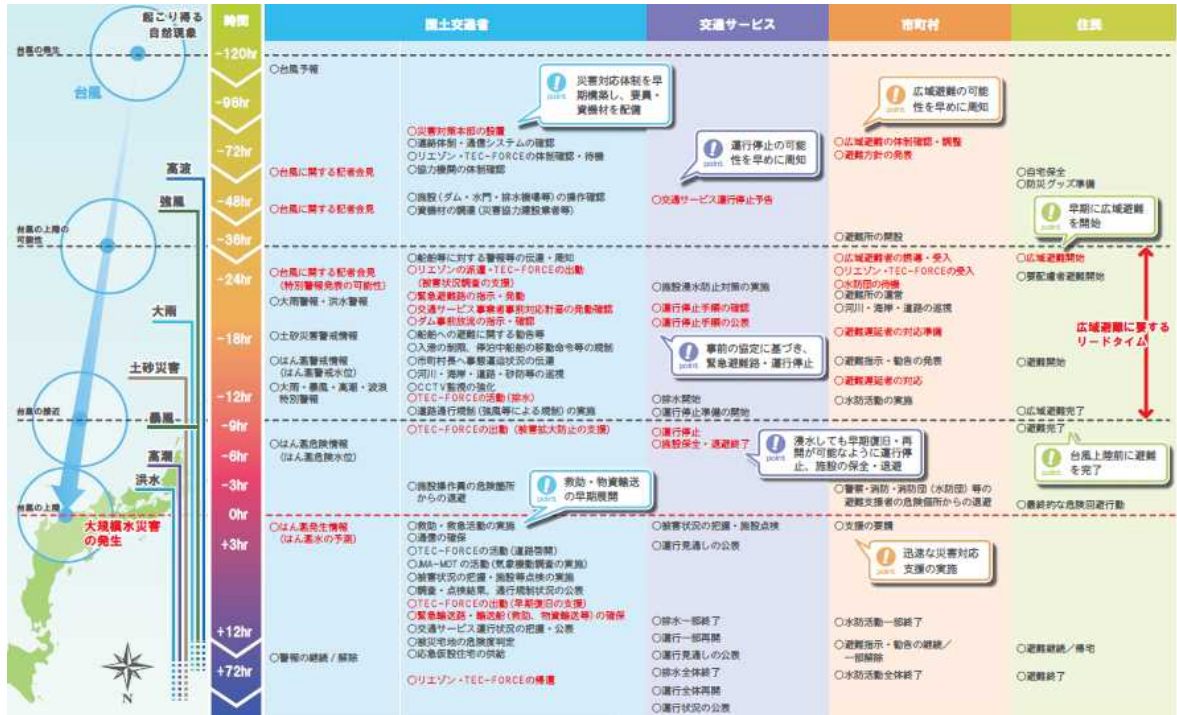 起こり得る
自然現象
時間
国土交通省
交通サービス
市町村
住民
台風の発生
台風
高波
強風
台風の上陸の
可能性
大雨
土砂災害
台風の接近
暴風
高潮
洪水
台風の上陸
大規模水災害
の発生
N
-120hr
-96hr
-72hr
-48hr
-36hr
-24hr
-18hr
-12hr
-9hr
-6hr
-3hr
0hr
+3hr
+12hr
+72hr
○台風予報
○台風に関する記者会見
○台風に関する記者会見
○台風に関する記者会見
(特別警報発表の可能性)
○大雨警報・洪水警報
○土砂災害警戒情報
○はん濫警戒情報
(はん濫警戒水位)
○大雨・暴風・高潮・波浪
特別警報
○はん濫危険情報
(はん濫危険水位)
○はん濫発生情報
(はん濫水の予測)
○警報の継続/解除
point
災害対応体制を早
期構築し、要員・
資機材を配備
○災害対策本部の設置
○連絡体制・通信システムの確認
○リエゾン・TEC-FORCEの体制確認・待機
○協力機関の体制確認
○施設(ダム・水門・排水機場等)の操作確認
○資機材の調達(災害協力建設業者等)
○船舶等に対する警報等の伝達・周知
○リエゾンの派遣・TEC-FORCEの出動
(被害状況調査の支援)
○緊急避難路の指示・発動
○交通サービス事業者事前対応計画の発動確認
○ダム事前放流の指示・確認
○船舶への避難に関する勧告等
○入港の制限、停泊中船舶の移動命令等の規制
○市町村長へ事態逼迫状況の伝達
○河川・海岸・道路・砂防等の巡視
○CCTV監視の強化
○TEC-FORCEの活動(排水)
○道路通行規制(強風等による規制)の実施
○TEC-FORCEの出動(被害拡大防止の支援)
○施設操作員の危険箇所
からの退避
point
救助・物資輸送
の早期展開
○救助・救急活動の実施
○通信の確保
○TEC-FORCEの活動(道路啓開)
○JMA-MOTの活動(気象機動調査の実施)
○被害状況の把握・施設等点検の実施
○調査・点検結果、通行規制状況の公表
○TEC-FORCEの出動(早期復旧の支援)
○緊急輸送路・輸送船(救助、物資輸送等)の確保
○交通サービス運行状況の把握・公表
○被災宅地の危険度判定
○応急仮設住宅の供給
○リエゾン・TEC-FORCEの帰還
point
運行停止の可能
性を早めに周知
○交通サービス運行停止予告
○施設浸水防止対策の実施
○運行停止手順の確認
○運行停止手順の公表
point
事前の協定に基づき、
緊急避難路・運行停止
○排水開始
○運行停止準備の開始
○運行停止
○施設保全・退避終了
point
浸水しても早期復旧・再
開が可能なように運行停
止、施設の保全・退避
○被害状況の把握・施設点検
○運行見通しの公表
○排水一部終了
○運行一部再開
○運行見通しの公表
○排水全体終了
○運行全体再開
○運行状況の公表
point
広域避難の可能
性を早めに周知
○広域避難の体制確認・調整
○避難方針の発表
○避難所の開設
○広域避難者の誘導・受入
○リエゾン・TEC-FORCEの受入
○水防団の待機
○避難所の運営
○河川・海岸・道路の巡視
○避難遅延者の対応準備
○避難指示・勧告の発表
○避難遅延者の対応
○水防活動の実施
○警察・消防・消防団(水防団)等の
避難支援者の危険個所からの退避
○支援の要請
point
迅速な災害対応
支援の実施
○水防活動一部終了
○避難指示・勧告の継続/
一部解除
○水防活動全体終了
○自宅保全
○防災グッズ準備
point
早期に広域避難
を開始
○広域避難開始
○要配慮者避難開始
広域避難に要する
リードタイム
○避難開始
○広域避難完了
○避難完了
point
台風上陸前に避難
を完了
○最終的な危険回避行動
○避難継続/帰宅
○避難終了